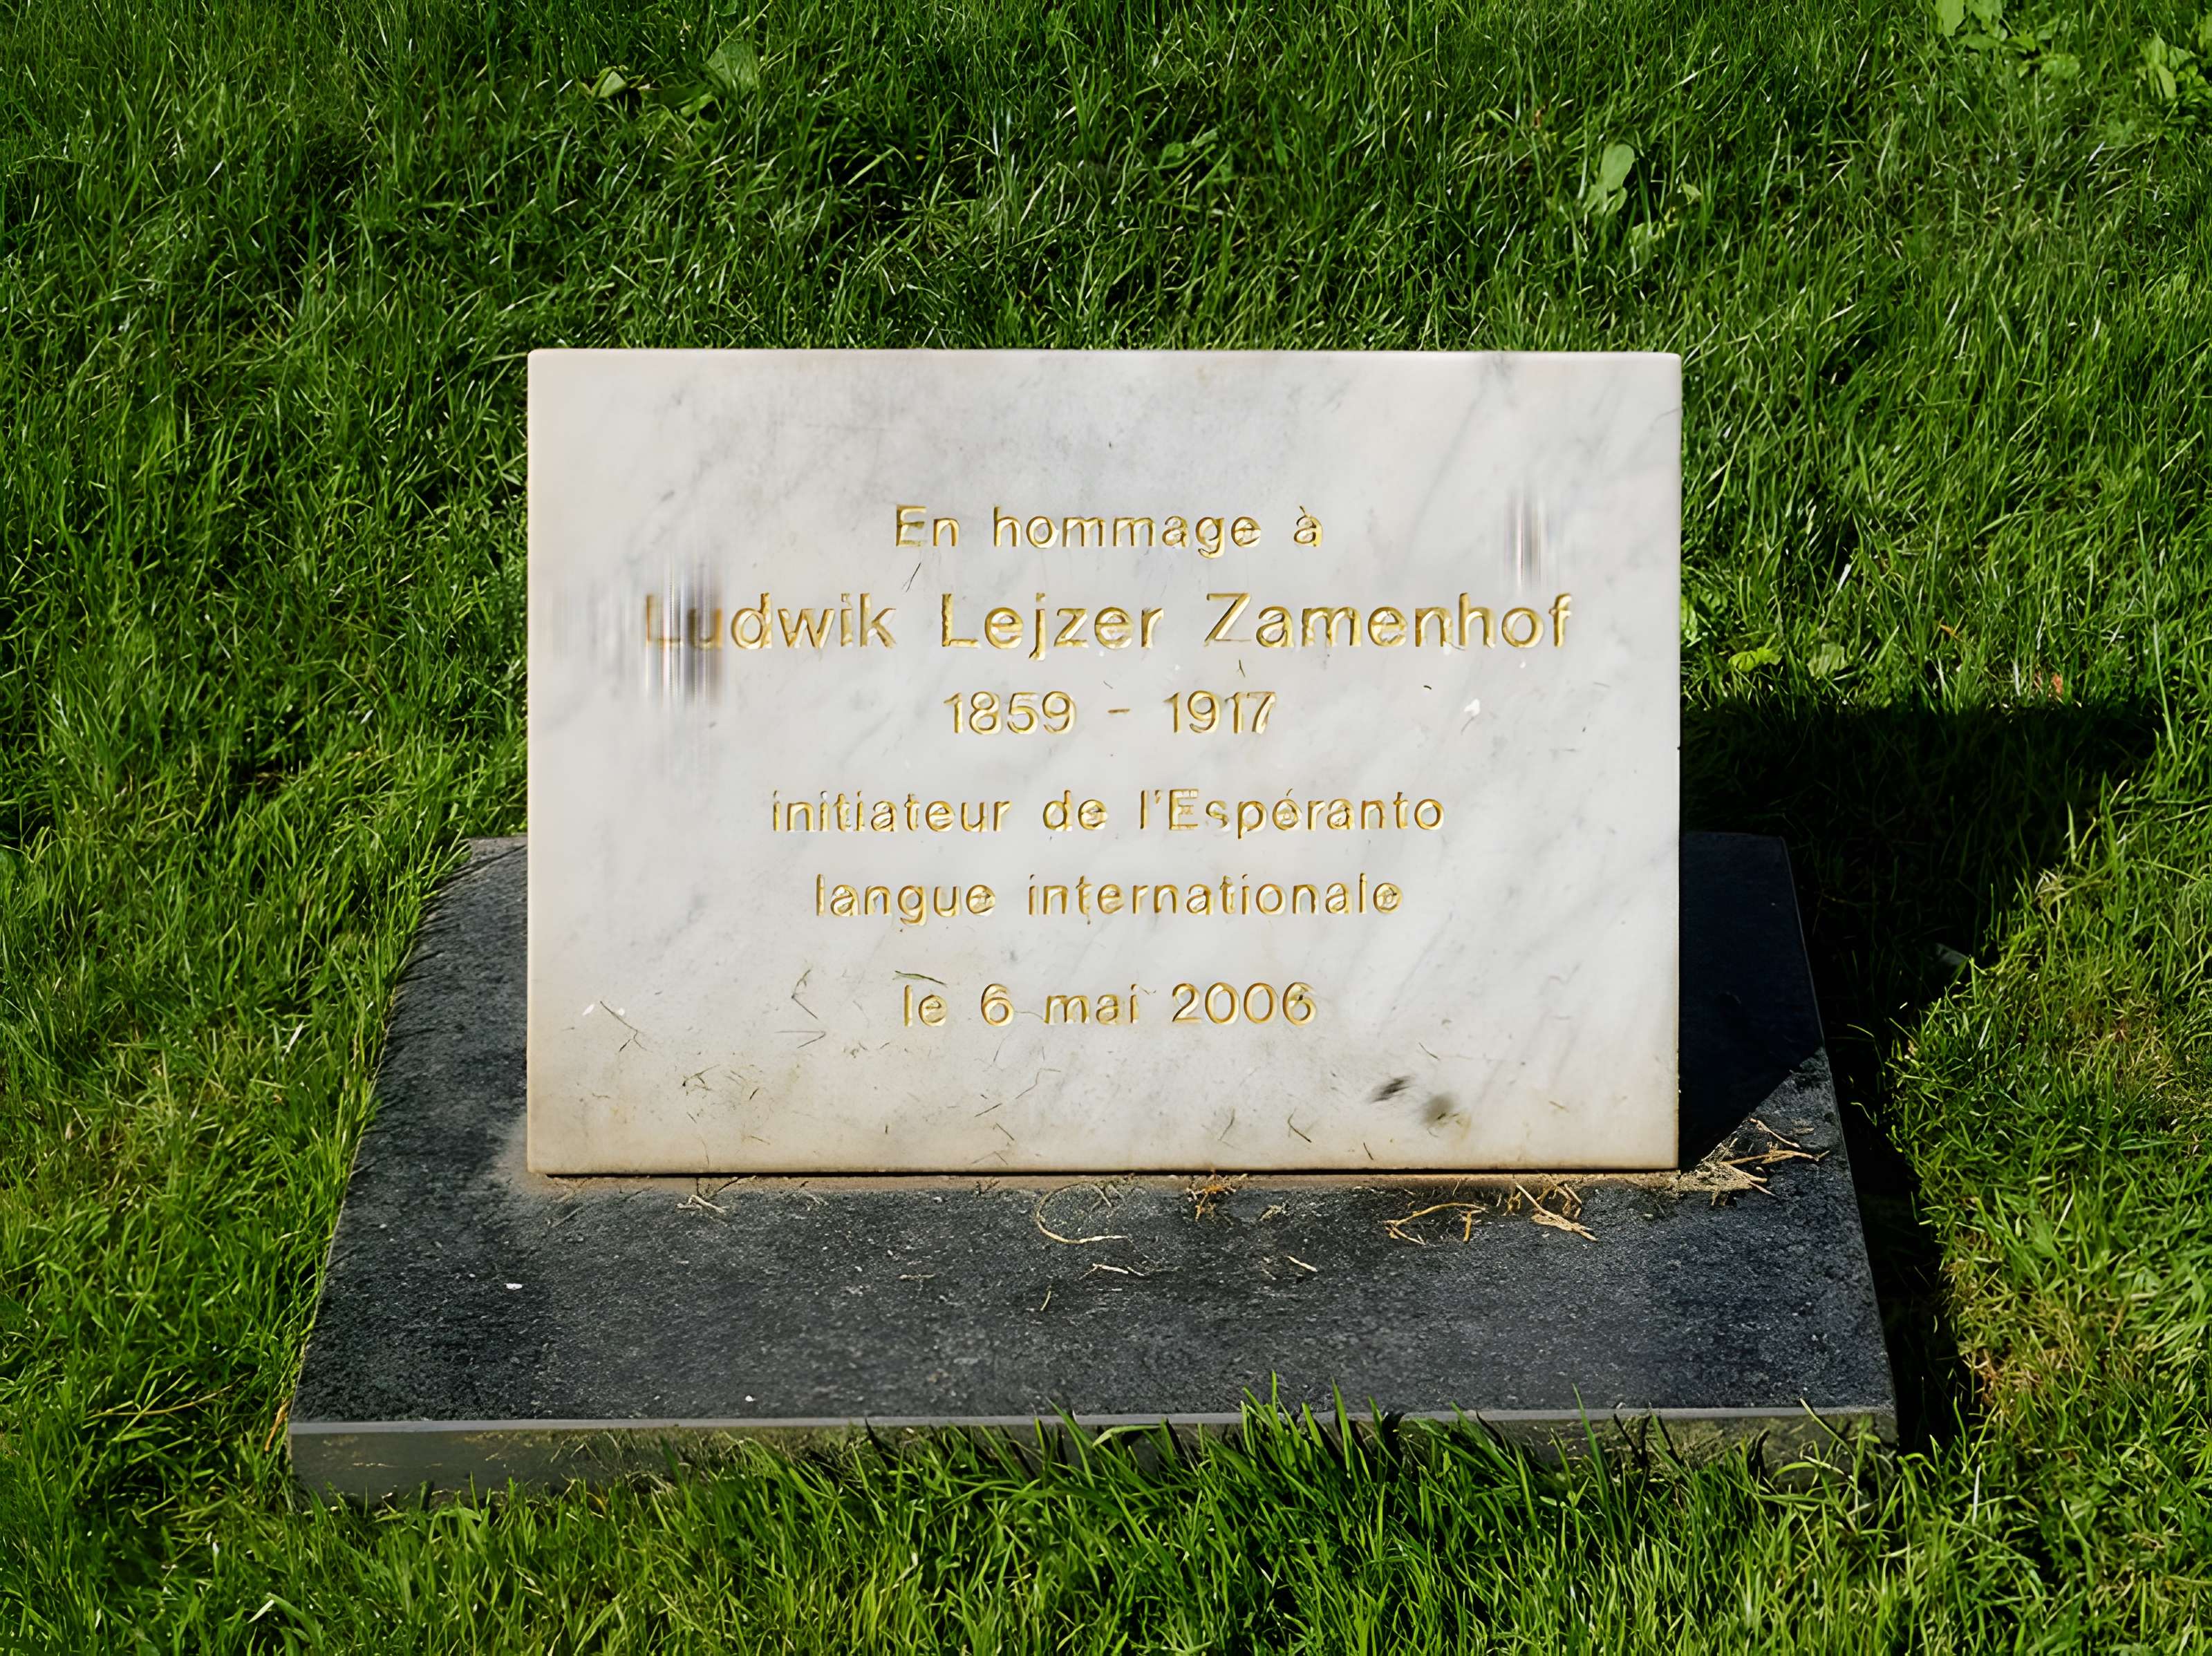 En hommage à
Ludwik Lejzer Zamenhof
1859 - 1917
initiateur de l'Espéranto
langue internationale
le 6 mai 2006